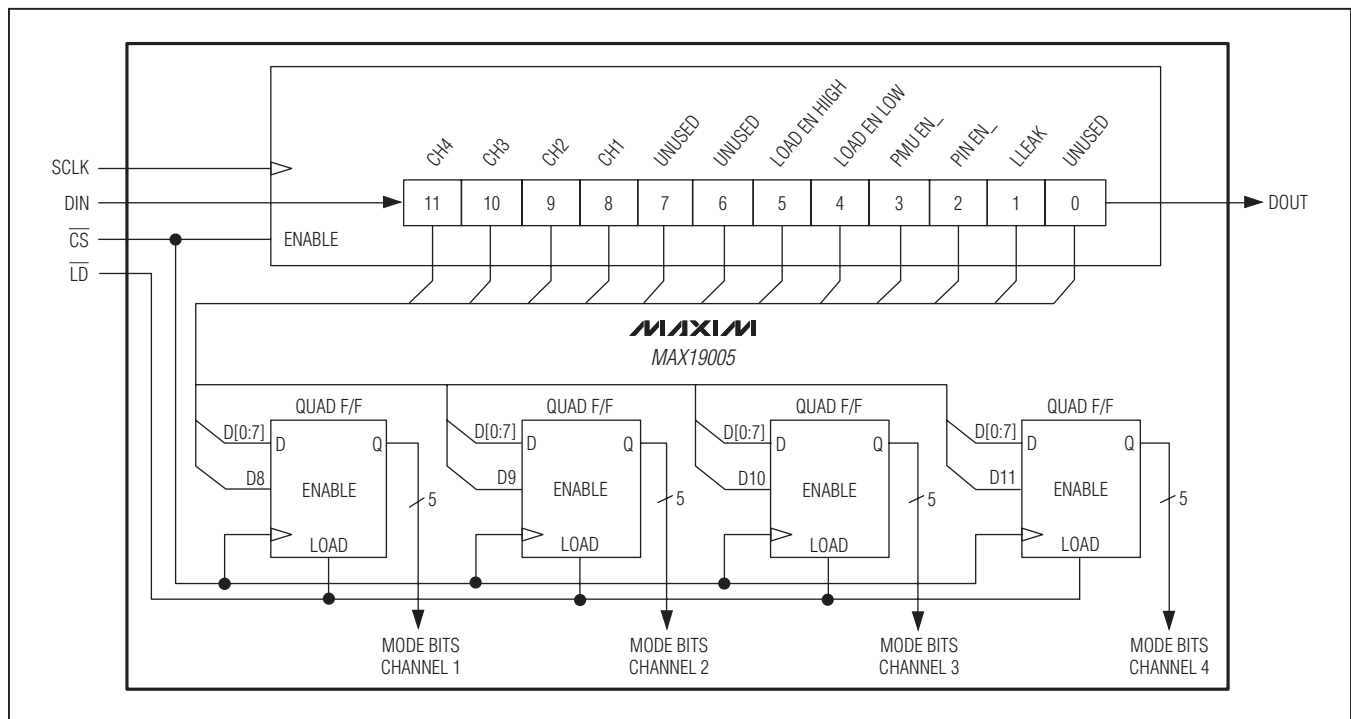 CH4 CH3 CH2 CH1 UNUSED UNUSED LOAD EN HIIGH LOAD EN LOW PMU EN_ PIN EN_ LLEAK UNUSED
SCLK
DIN 11 10 9 8 7 6 5 4 3 2 1 0 DOUT
CS ENABLE
LD
MAXIM
MAX19005
QUAD F/F QUAD F/F QUAD F/F QUAD F/F
D[0:7] D Q D[0:7] D Q D[0:7] D Q D[0:7] D Q
D8 ENABLE 5 D9 ENABLE 5 D10 ENABLE 5 D11 ENABLE 5
LOAD LOAD LOAD LOAD
MODE BITS MODE BITS MODE BITS MODE BITS
CHANNEL 1 CHANNEL 2 CHANNEL 3 CHANNEL 4